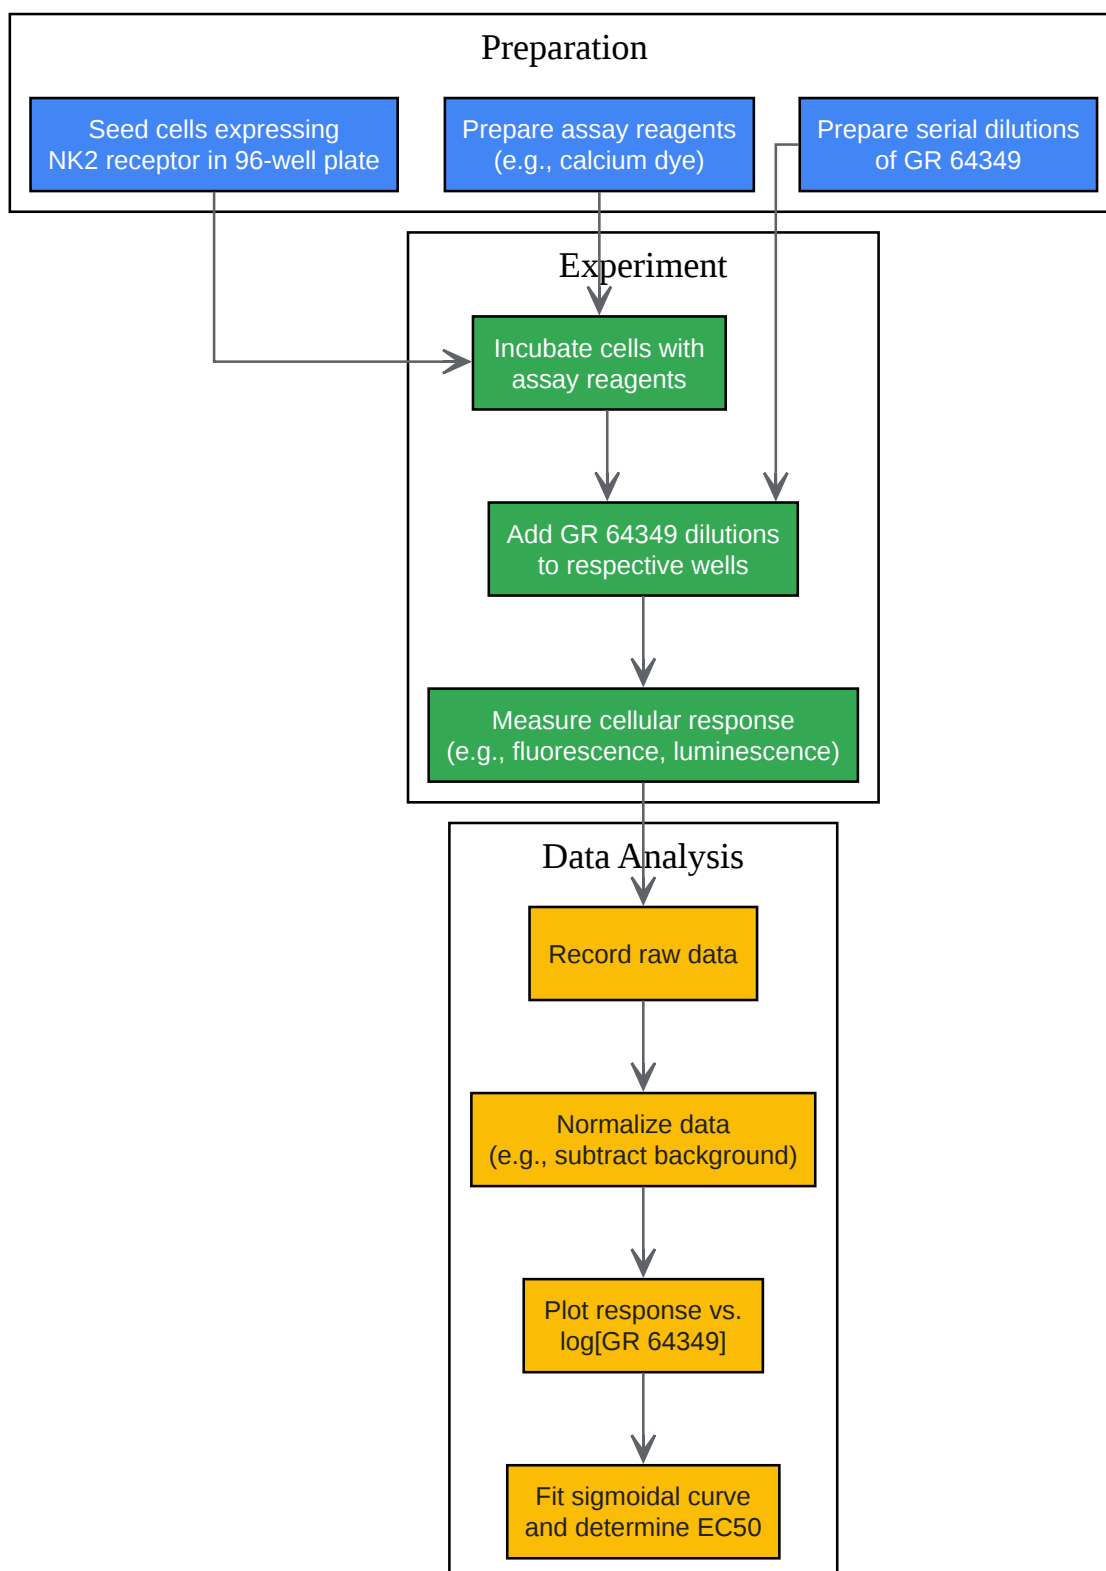 Preparation
Seed cells expressing
NK2 receptor in 96-well plate
Prepare assay reagents
(e.g., calcium dye)
Prepare serial dilutions
of GR 64349
Experiment
Incubate cells with
assay reagents
Add GR 64349 dilutions
to respective wells
Measure cellular response
(e.g., fluorescence, luminescence)
Data Analysis
Record raw data
Normalize data
(e.g., subtract background)
Plot response vs.
log[GR 64349]
Fit sigmoidal curve
and determine EC50